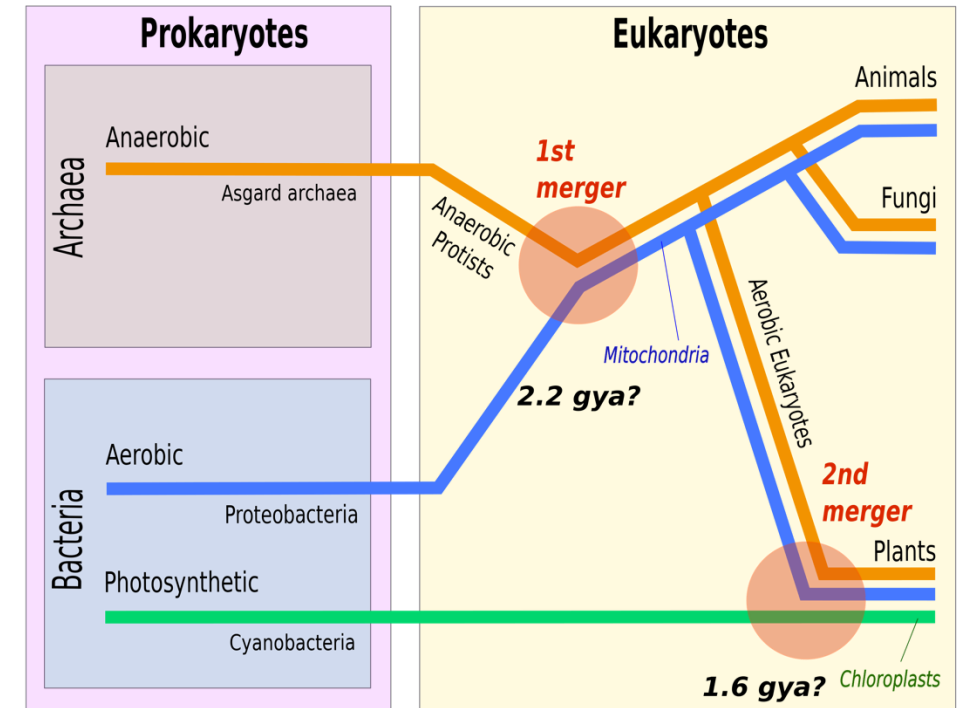 Prokaryotes
Eukaryotes
Archaea
Anaerobic
Asgard archaea
Anaerobic
Protists
1st
merger
Animals
Fungi
Mitochondria
Aerobic Eukaryotes
2.2 gya?
Bacteria
Aerobic
Proteobacteria
Photosynthetic
Cyanobacteria
2nd
merger
Plants
1.6 gya?
Chloroplasts